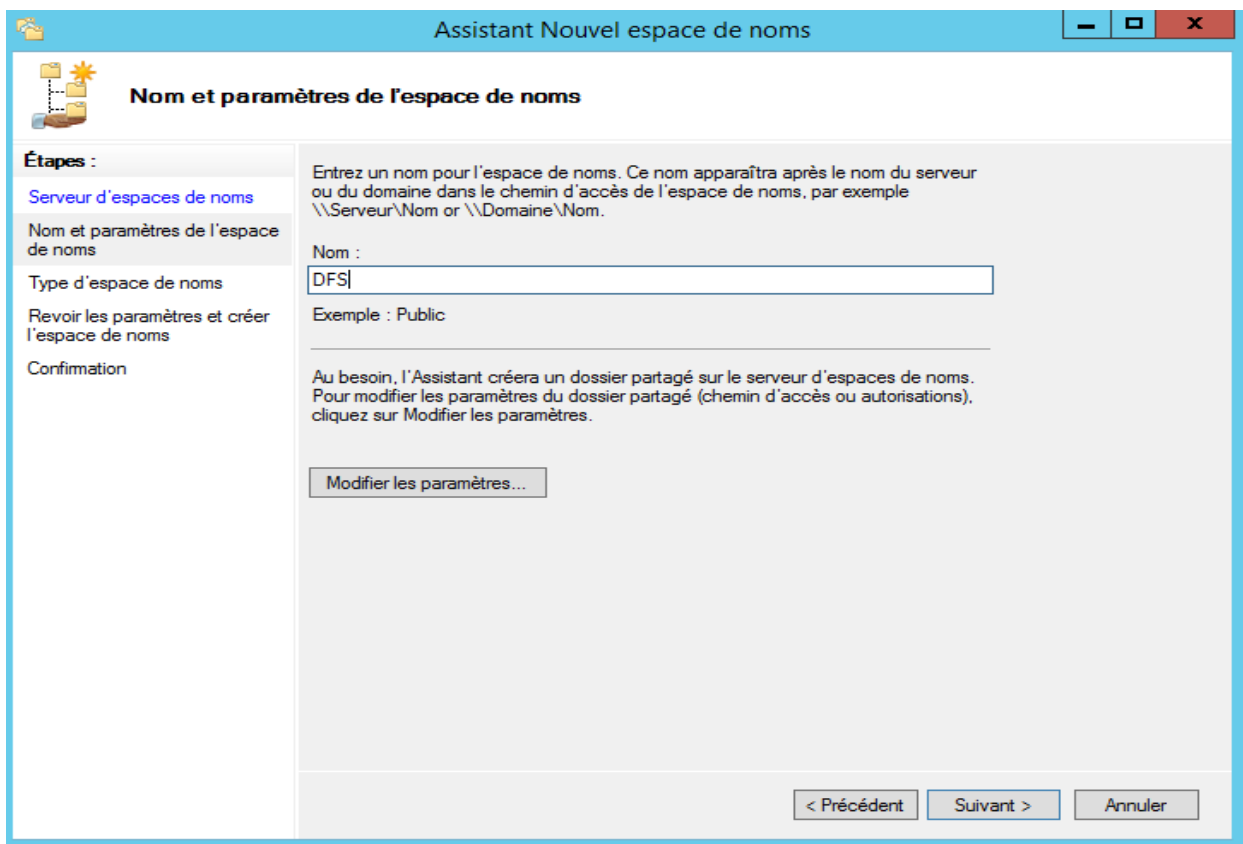 Assistant Nouvel espace de noms
Nom et paramètres de l'espace de noms
Étapes :
Serveur d'espaces de noms
Nom et paramètres de l'espace
de noms
Type d'espace de noms
Revoir les paramètres et créer
l'espace de noms
Confirmation
Entrez un nom pour l'espace de noms. Ce nom apparaîtra après le nom du serveur
ou du domaine dans le chemin d'accès de l'espace de noms, par exemple
\\Serveur\Nom or \\Domaine\Nom.
Nom :
DFS
Exemple : Public
Au besoin, l'Assistant créera un dossier partagé sur le serveur d'espaces de noms.
Pour modifier les paramètres du dossier partagé (chemin d'accès ou autorisations),
cliquez sur Modifier les paramètres.
Modifier les paramètres...
< Précédent
Suivant >
Annuler